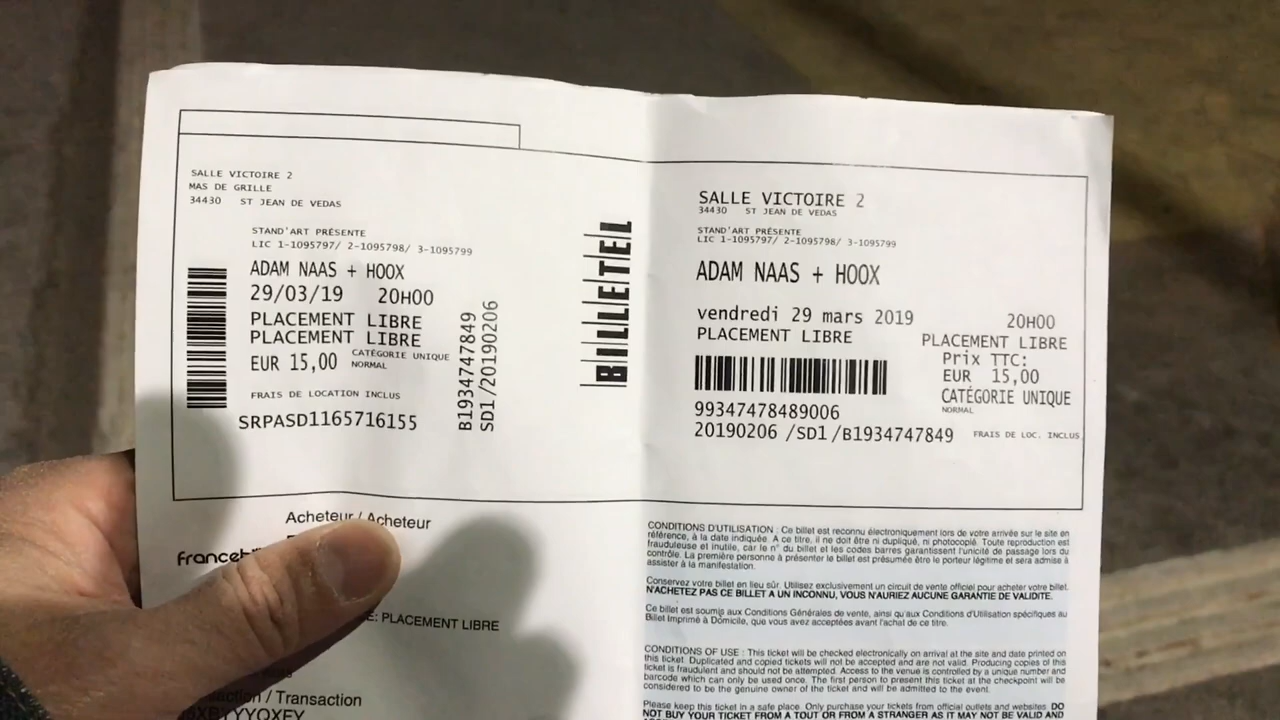 SALLE VICTOIRE 2
MAS DE GRILLE
34430 ST JEAN DE VEDAS
STAND'ART PRÉSENTE
LIC 1-1095797/ 2-1095798/ 3-1095799
ADAM NAAS + HOOX
29/03/19 20H00
PLACEMENT LIBRE
PLACEMENT LIBRE
EUR 15,00 CATÉGORIE UNIQUE
NORMAL
FRAIS DE LOCATION INCLUS
SRPASD1165716155
B1934747849
SD1/20190206
BILLETEL
SALLE VICTOIRE 2
34430 ST JEAN DE VEDAS
STAND'ART PRÉSENTE
LIC 1-1095797/ 2-1095798/ 3-1095799
ADAM NAAS + HOOX
vendredi 29 mars 2019 20H00
PLACEMENT LIBRE PLACEMENT LIBRE
Prix TTC:
EUR 15,00
CATÉGORIE UNIQUE
NORMAL
99347478489006
20190206 /SD1/B1934747849 FRAIS DE LOC. INCLUS
Acheteur / Acheteur
: PLACEMENT LIBRE
/ Transaction
CONDITIONS D'UTILISATION : Ce billet est reconnu électroniquement lors de votre arrivée sur le site en
référence, à la date indiquée. A ce titre, il ne doit être ni dupliqué, ni photocopié. Toute reproduction est
frauduleuse et inutile, car le n° du billet et les codes barres garantissent l'unicité de passage lors du
contrôle. La première personne à présenter le billet est présumée être le porteur légitime et sera admise à
assister à la manifestation.
Conservez votre billet en lieu sûr. Utilisez exclusivement un circuit de vente officiel pour acheter votre billet.
N'ACHETEZ PAS CE BILLET A UN INCONNU, VOUS N'AURIEZ AUCUNE GARANTIE DE VALIDITE.
Ce billet est soumis aux Conditions Générales de vente, ainsi qu'aux Conditions d'Utilisation spécifiques au
Billet Imprimé à Domicile, que vous avez acceptées avant l'achat de ce titre.
CONDITIONS OF USE : This ticket will be checked electronically on arrival at the site and date printed on
this ticket. Duplicated and copied tickets will not be accepted and are not valid. Producing copies of this
ticket is fraudulent and should not be attempted. Access to the venue is controlled by a unique number and
barcode which can only be used once. The first person to present this ticket at the checkpoint will be
considered to be the genuine owner of the ticket and will be admitted to the event.
Please keep this ticket in a safe place. Only purchase your tickets from official outlets and websites. DO
NOT BUY YOUR TICKET FROM A TOUT OR FROM A STRANGER AS IT MAY NOT BE VALID AND